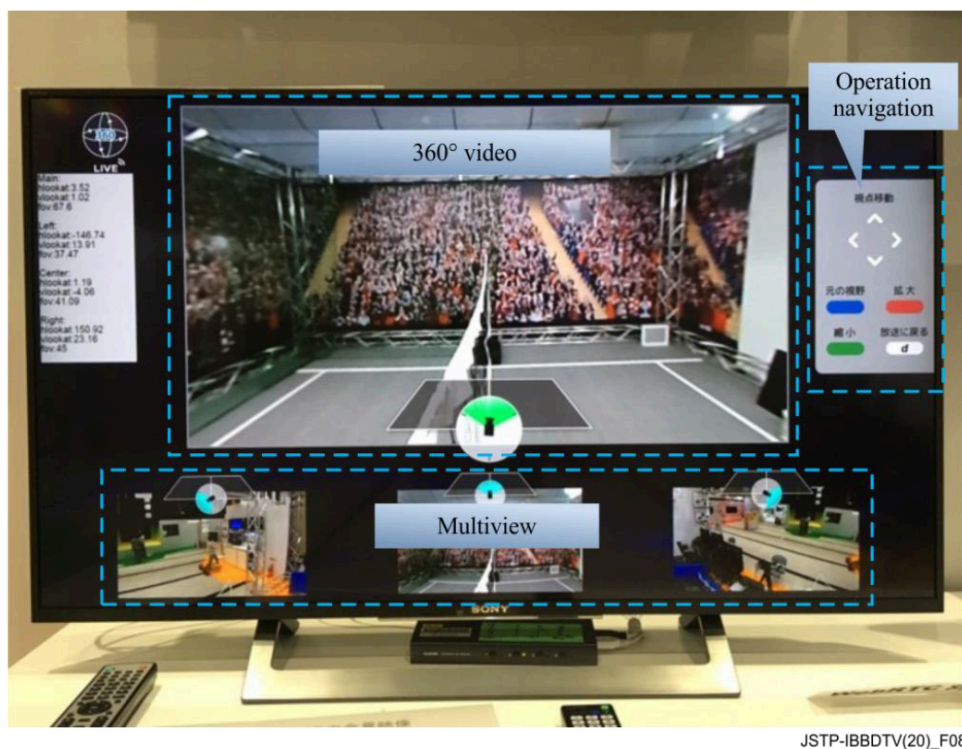 Operation
navigation
360° video
360
LIVE
Main:
hlookat:3.52
vlookat:1.02
fov:67.6
Left:
hlookat:-146.74
vlookat:13.91
fov:37.47
Center:
hlookat:1.19
vlookat:-4.06
fov:41.09
Right:
hlookat:150.92
vlookat:23.16
fov:45
視点移動
元の視野 拡大
縮小 放送に戻る
d
Multiview
SONY
WebRTC
JSTP-IBBDTV(20)_F08